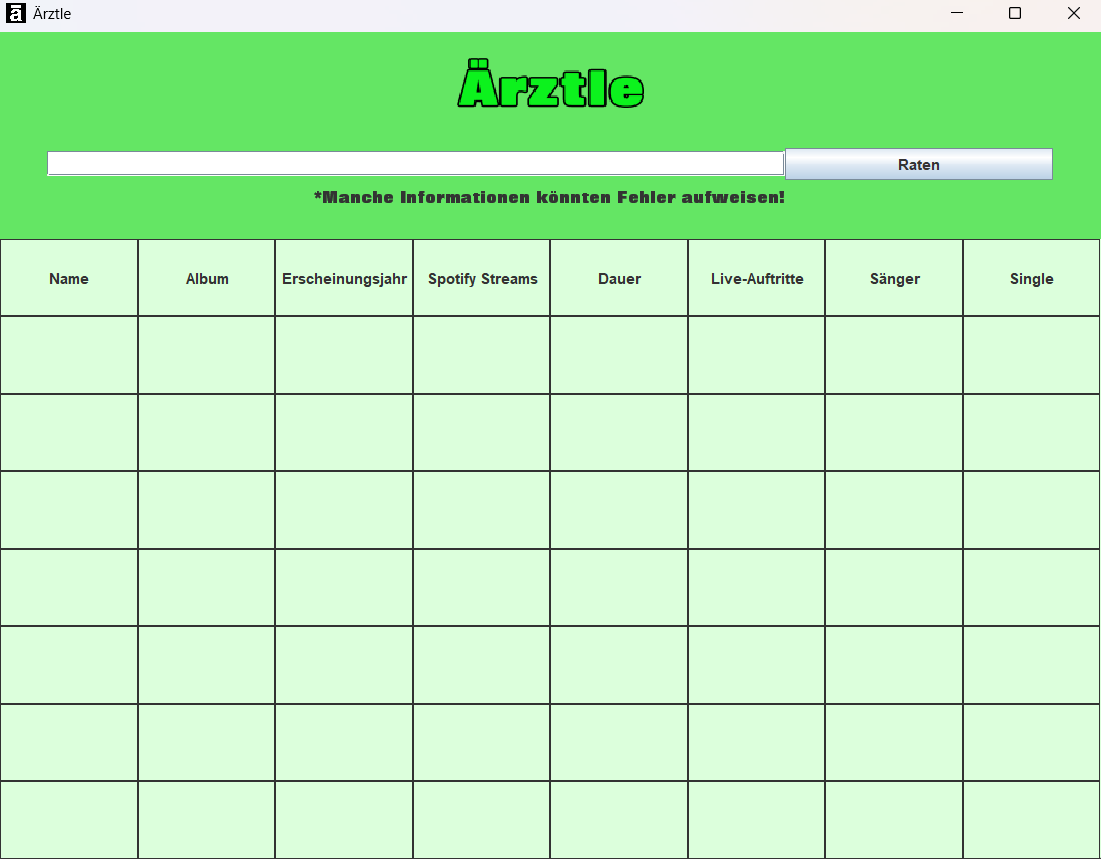 ā Ärztle
Ärztle
Raten
*Manche Informationen könnten Fehler aufweisen!
Name Album Erscheinungsjahr Spotify Streams Dauer Live-Auftritte Sänger Single